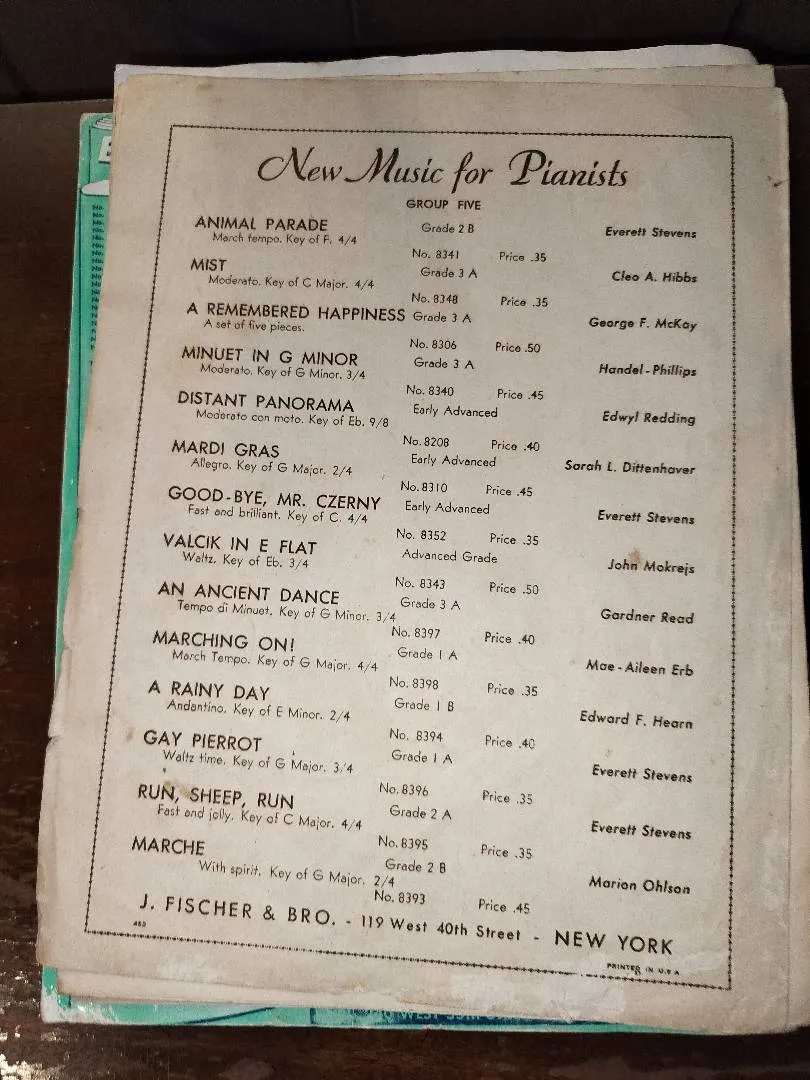 New Music for Pianists
GROUP FIVE
ANIMAL PARADE Grade 2 B Everett Stevens
March tempo. Key of F. 4/4
No. 8341 Price .35
MIST Grade 3 A Cleo A. Hibbs
Moderato. Key of C Major. 4/4
No. 8348 Price .35
A REMEMBERED HAPPINESS Grade 3 A George F. McKay
A set of five pieces.
No. 8306 Price .50
MINUET IN G MINOR Grade 3 A Handel-Phillips
Moderato. Key of G Minor. 3/4
No. 8340 Price .45
DISTANT PANORAMA Early Advanced Edwyl Redding
Moderato con moto. Key of Eb. 9/8
No. 8208 Price .40
MARDI GRAS Early Advanced Sarah L. Dittenhaver
Allegro. Key of G Major. 2/4
No. 8310 Price .45
GOOD-BYE, MR. CZERNY Early Advanced Everett Stevens
Fast and brilliant. Key of C. 4/4
No. 8352 Price .35
VALCIK IN E FLAT Advanced Grade John Mokrejs
Waltz. Key of Eb. 3/4
No. 8343 Price .50
AN ANCIENT DANCE Grade 3 A Gardner Read
Tempo di Minuet. Key of G Minor. 3/4
No. 8397 Price .40
MARCHING ON! Grade 1 A Mae-Aileen Erb
March Tempo. Key of G Major. 4/4
No. 8398 Price .35
A RAINY DAY Grade 1 B Edward F. Hearn
Andantino. Key of E Minor. 2/4
No. 8394 Price .40
GAY PIERROT Grade 1 A Everett Stevens
Waltz time. Key of G Major. 3/4
No. 8396 Price .35
RUN, SHEEP, RUN Grade 2 A Everett Stevens
Fast and jolly. Key of C Major. 4/4
No. 8395 Price .35
MARCHE Grade 2 B Marion Ohlson
With spirit. Key of G Major. 2/4
No. 8393 Price .45
J. FISCHER & BRO. - 119 West 40th Street - NEW YORK
PRINTED IN U.S.A